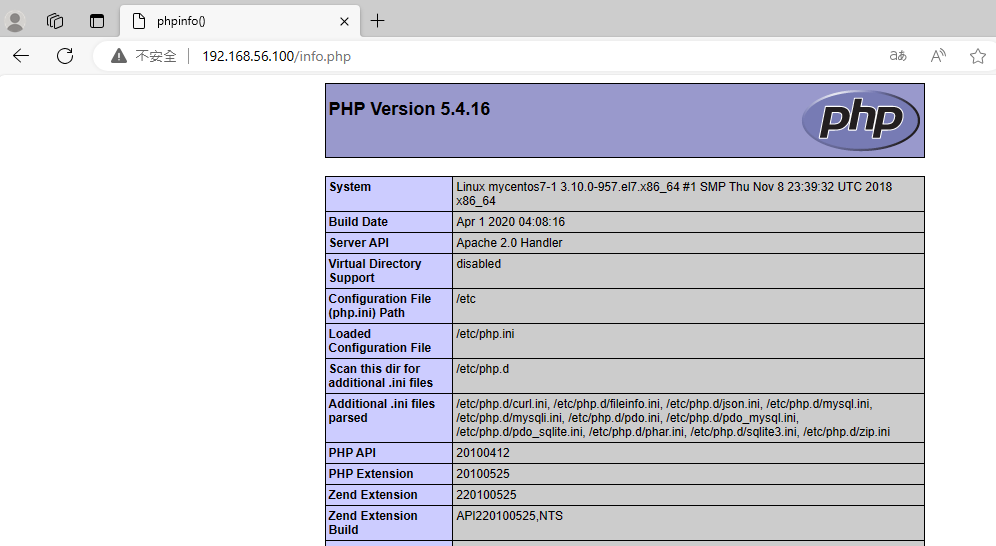 phpinfo()
不安全 192.168.56.100/info.php
PHP Version 5.4.16
php
System
Linux mycentos7-1 3.10.0-957.el7.x86_64 #1 SMP Thu Nov 8 23:39:32 UTC 2018
x86_64
Build Date
Apr 1 2020 04:08:16
Server API
Apache 2.0 Handler
Virtual Directory
Support
disabled
Configuration File
(php.ini) Path
/etc
Loaded
Configuration File
/etc/php.ini
Scan this dir for
additional .ini files
/etc/php.d
Additional .ini files
parsed
/etc/php.d/curl.ini, /etc/php.d/fileinfo.ini, /etc/php.d/json.ini, /etc/php.d/mysql.ini,
/etc/php.d/mysqli.ini, /etc/php.d/pdo.ini, /etc/php.d/pdo_mysql.ini,
/etc/php.d/pdo_sqlite.ini, /etc/php.d/phar.ini, /etc/php.d/sqlite3.ini, /etc/php.d/zip.ini
PHP API
20100412
PHP Extension
20100525
Zend Extension
220100525
Zend Extension
Build
API220100525,NTS